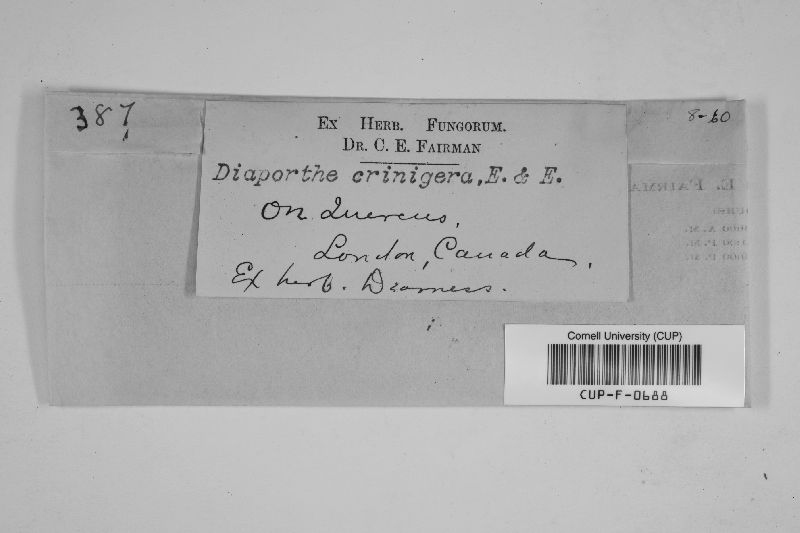 387
8-60
Ex Herb. Fungorum.
Dr. C. E. Fairman
Diaporthe crinigera, E. & E.
On Quercus,
London, Canada,
Ex herb. Dearness.
Cornell University (CUP)
CUP-F-0688